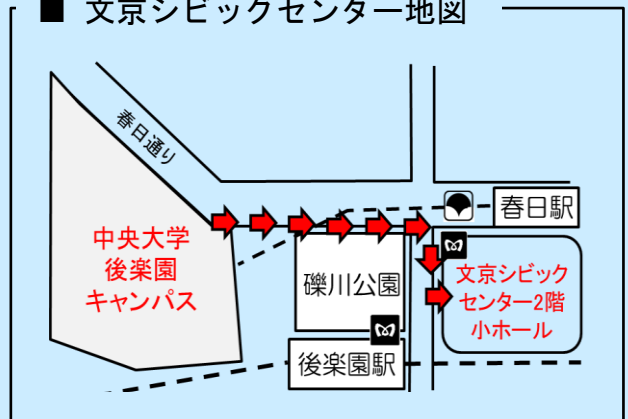 ■ 文京シビックセンター地図
春日通り
春日駅
中央大学
後楽園
キャンパス
礫川公園
文京シビック
センター2階
小ホール
後楽園駅